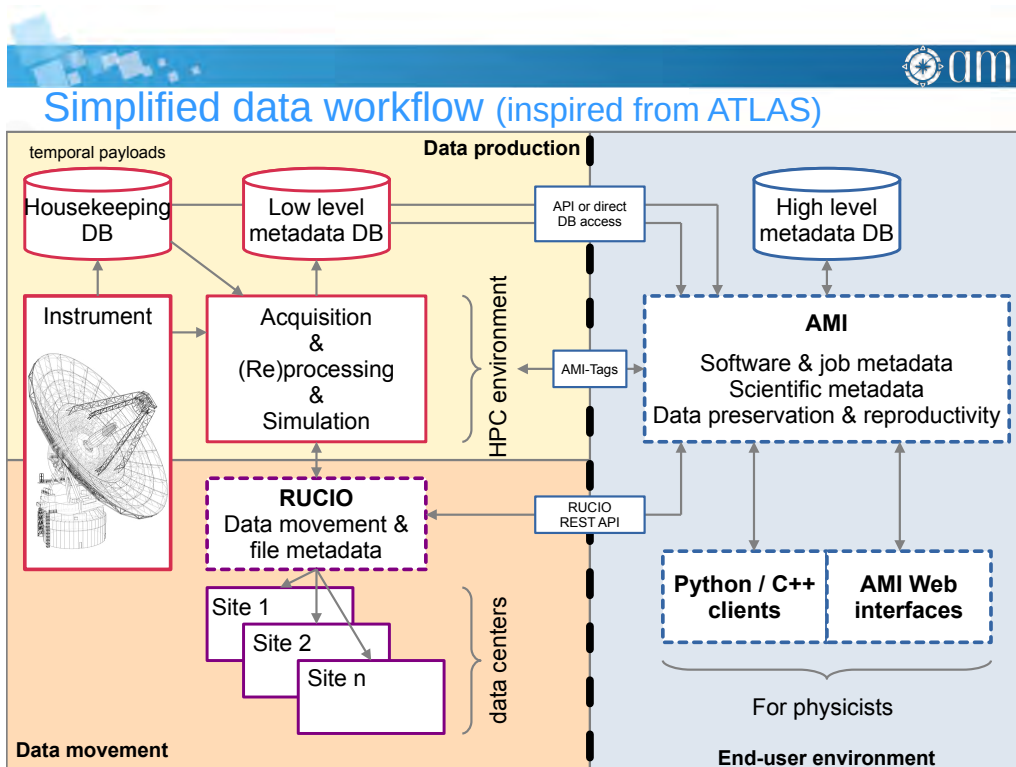 am
Simplified data workflow (inspired from ATLAS)
temporal payloads
Data production
Housekeeping
DB
Low level
metadata DB
API or direct
DB access
High level
metadata DB
Instrument
Acquisition
&
(Re)processing
&
Simulation
HPC environment
AMI-Tags
AMI
Software & job metadata
Scientific metadata
Data preservation & reproductivity
RUCIO
Data movement &
file metadata
RUCIO
REST API
Site 1
Site 2
Site n
data centers
Python / C++
clients
AMI Web
interfaces
For physicists
Data movement
End-user environment